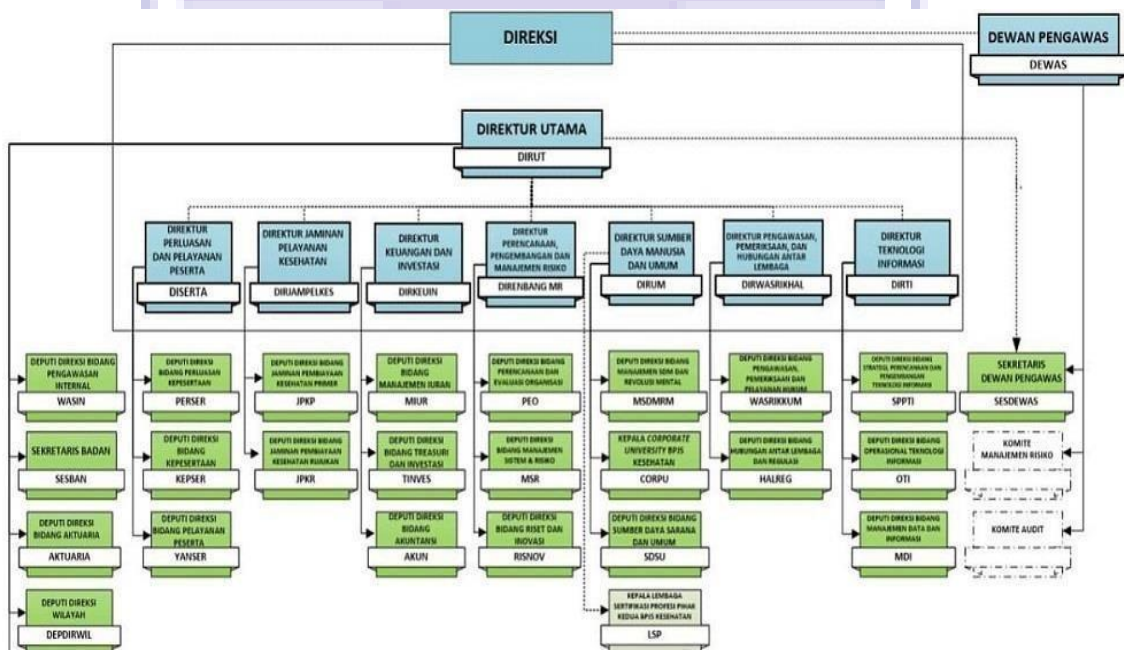 DIREKSI
DEWAN PENGAWAS
DEWAS
DIREKTUR UTAMA
DIRUT
DIREKTUR
PERLUASAN
DAN PELAYANAN
PESERTA
DISERTA
DIREKTUR JAMINAN
PELAYANAN
KESEHATAN
DIRJAMPELKES
DIREKTUR
KEUANGAN DAN
INVESTASI
DIRKEUIN
DIREKTUR
PERENCANAAN,
PENGEMBANGAN DAN
MANAJEMEN RISIKO
DIRENBANG MR
DIREKTUR SUMBER
DAYA MANUSIA
DAN UMUM
DIRUM
DIREKTUR PENGAWASAN,
PEMERIKSAAN, DAN
HUBUNGAN ANTAR
LEMBAGA
DIRWASRIKHAL
DIREKTUR
TEKNOLOGI
INFORMASI
DIRTI
DEPUTI DIREKSI BIDANG
PENGAWASAN
INTERNAL
WASIN
DEPUTI DIREKSI
BIDANG PERLUASAN
KEPESERTAAN
PERSER
DEPUTI DIREKSI BIDANG
JAMINAN PEMBIAYAAN
KESEHATAN PRIMER
JPKP
DEPUTI DIREKSI
BIDANG
MANAJEMEN IURAN
MIUR
DEPUTI DIREKSI BIDANG
PERENCANAAN DAN
EVALUASI ORGANISASI
PEO
DEPUTI DIREKSI BIDANG
MANAJEMEN SDM DAN
REVOLUSI MENTAL
MSDMRM
DEPUTI DIREKSI BIDANG
PENGAWASAN,
PEMERIKSAAN DAN
PELAYANAN HUKUM
WASRIKKUM
DEPUTI DIREKSI BIDANG
STRATEGI, PERENCANAAN DAN
PENGEMBANGAN
TEKNOLOGI INFORMASI
SPPTI
SEKRETARIS
DEWAN PENGAWAS
SESDEWAS
SEKRETARIS BADAN
SESBAN
DEPUTI DIREKSI
BIDANG
KEPESERTAAN
KEPSER
DEPUTI DIREKSI BIDANG
JAMINAN PEMBIAYAAN
KESEHATAN RUJUKAN
JPKR
DEPUTI DIREKSI
BIDANG TREASURI
DAN INVESTASI
TINVES
DEPUTI DIREKSI
BIDANG MANAJEMEN
SISTEM & RISIKO
MSR
KEPALA CORPORATE
UNIVERSITY BPJS
KESEHATAN
CORPU
DEPUTI DIREKSI BIDANG
HUBUNGAN ANTAR LEMBAGA
DAN REGULASI
HALREG
DEPUTI DIREKSI BIDANG
OPERASIONAL TEKNOLOGI
INFORMASI
OTI
KOMITE
MANAJEMEN RISIKO
DEPUTI DIREKSI
BIDANG AKTUARIA
AKTUARIA
DEPUTI DIREKSI
BIDANG PELAYANAN
PESERTA
YANSER
DEPUTI DIREKSI
BIDANG
AKUNTANSI
AKUN
DEPUTI DIREKSI
BIDANG RISET DAN
INOVASI
RISNOV
DEPUTI DIREKSI BIDANG
SUMBER DAYA SARANA
DAN UMUM
SDSU
DEPUTI DIREKSI BIDANG
MANAJEMEN DATA DAN
INFORMASI
MDI
KOMITE AUDIT
DEPUTI DIREKSI
WILAYAH
DEPDIRWIL
KEPALA LEMBAGA
SERTIFIKASI PROFESI PIHAK
KEDUA BPJS KESEHATAN
LSP